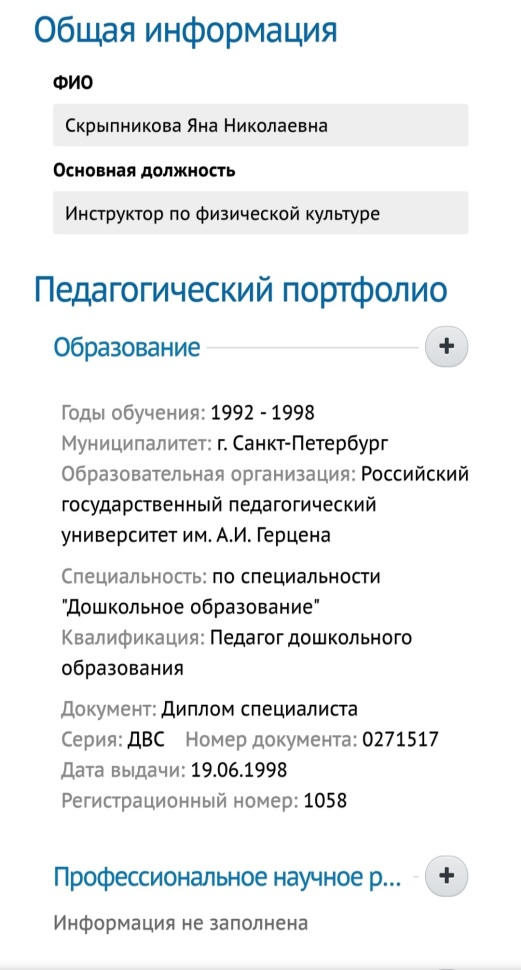 Общая информация
ФИО
Скрыпникова Яна Николаевна
Основная должность
Инструктор по физической культуре
Педагогический портфолио
Образование +
Годы обучения: 1992 - 1998
Муниципалитет: г. Санкт-Петербург
Образовательная организация: Российский
государственный педагогический
университет им. А.И. Герцена
Специальность: по специальности
"Дошкольное образование"
Квалификация: Педагог дошкольного
образования
Документ: Диплом специалиста
Серия: ДВС Номер документа: 0271517
Дата выдачи: 19.06.1998
Регистрационный номер: 1058
Профессиональное научное р... +
Информация не заполнена